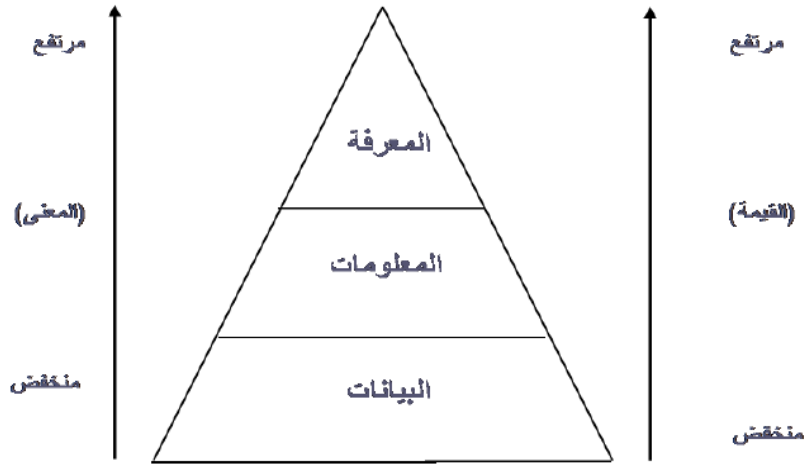 مرتفع
مرتفع
المعرفة
(القيمة)
(المعنى)
المعلومات
البيانات
منخفض
منخفض